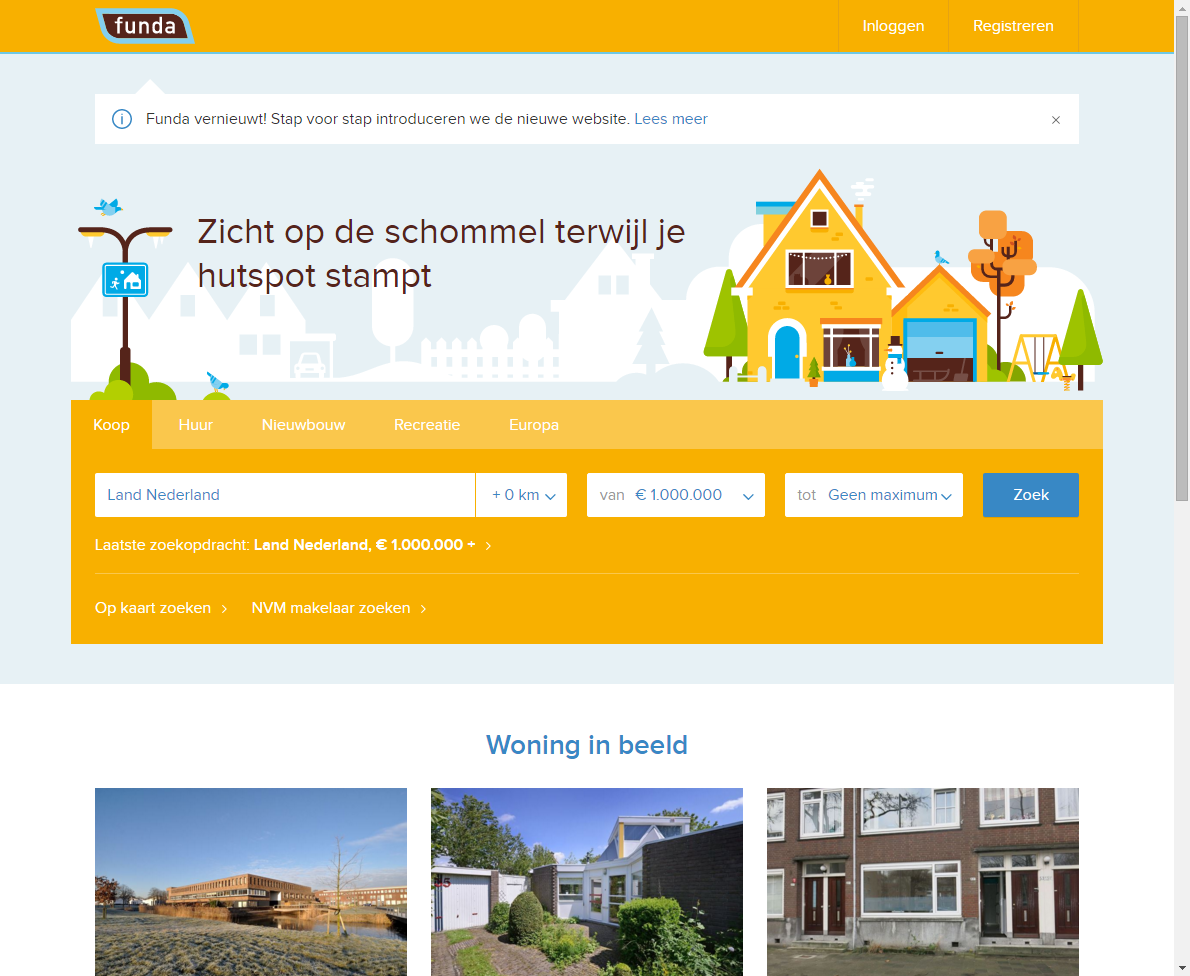 funda
Inloggen
Registreren
Funda vernieuwt! Stap voor stap introduceren we de nieuwe website. Lees meer
Zicht op de schommel terwijl je
hutspot stampt
Koop
Huur
Nieuwbouw
Recreatie
Europa
Land Nederland
+ 0 km
van € 1.000.000
tot Geen maximum
Zoek
Laatste zoekopdracht: Land Nederland, € 1.000.000 +
Op kaart zoeken
NVM makelaar zoeken
Woning in beeld